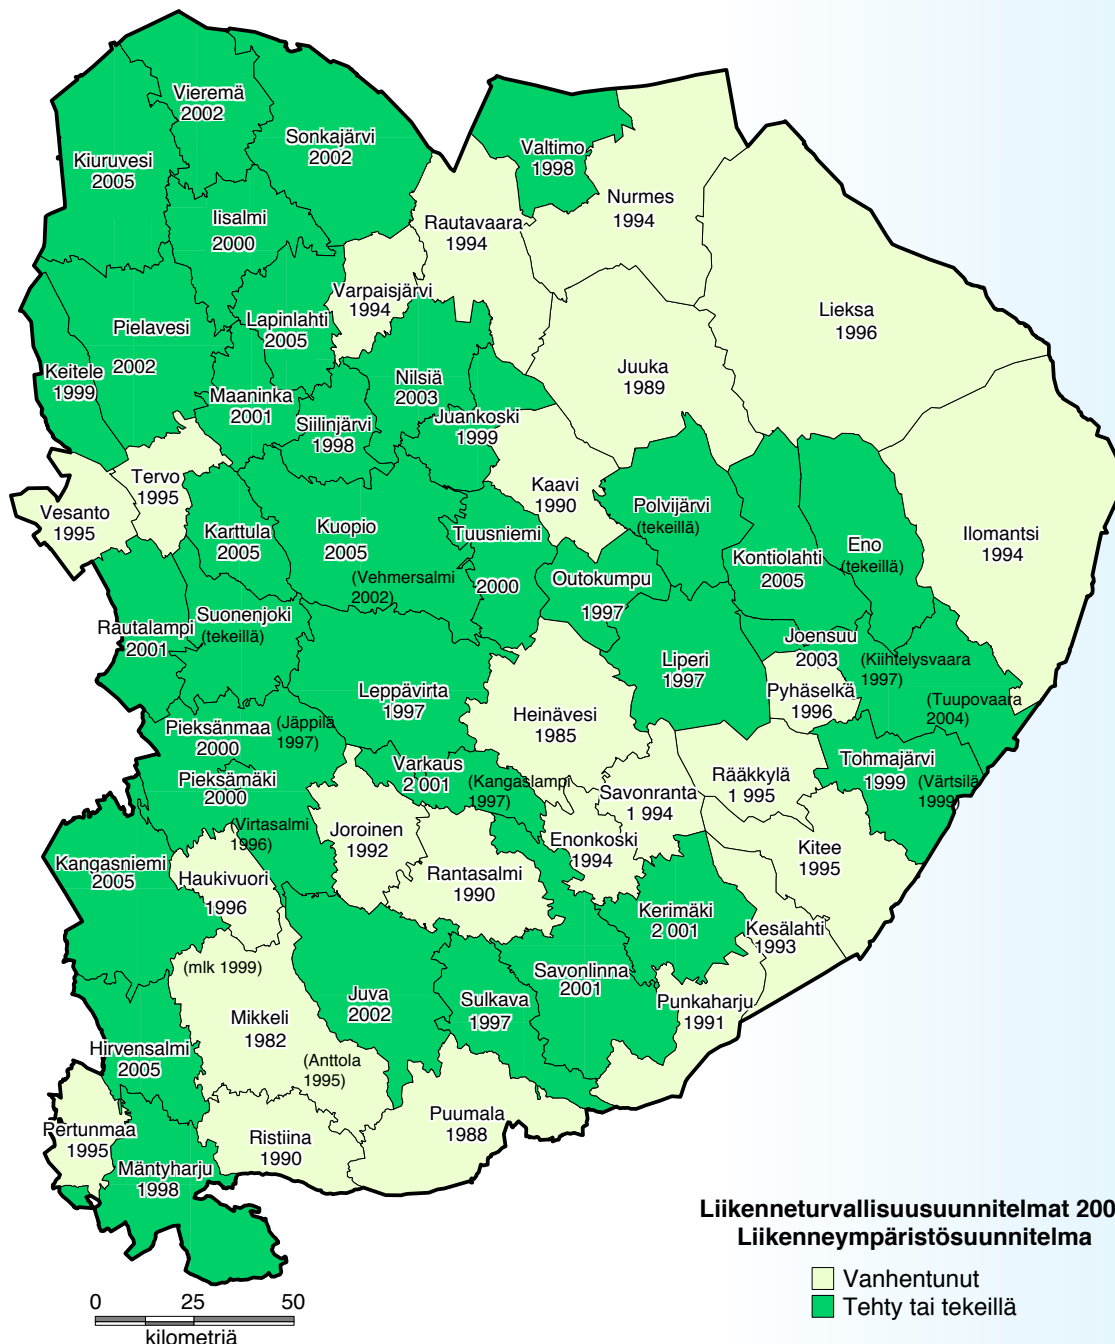 Vieremä
2002
Sonkajärvi
2002
Kiuruvesi
2005
Valtimo
1998
Nurmes
1994
Iisalmi
2000
Rautavaara
1994
Varpaisjärvi
1994
Lieksa
1996
Pielavesi
2002
Lapinlahti
2005
Keitele
1999
Maaninka
2001
Nilsiä
2003
Juuka
1989
Siilinjärvi
1998
Juankoski
1999
Tervo
1995
Vesanto
1995
Kaavi
1990
Karttula
2005
Kuopio
2005
(Vehmersalmi
2002)
Tuusniemi
2000
Polvijärvi
(tekeillä)
Kontiolahti
2005
Eno
(tekeillä)
Ilomantsi
1994
Outokumpu
1997
Rautalampi
2001
Suonenjoki
(tekeillä)
Liperi
1997
Joensuu
2003
(Kiihtelysvaara
1997)
(Tuupovaara
2004)
Pyhäselkä
1996
Leppävirta
1997
Heinävesi
1985
Pieksänmaa
2000
(Jäppilä
1997)
Pieksämäki
2000
(Virtasalmi
1996)
Varkaus
2 001
(Kangaslampi
1997)
Savonranta
1 994
Rääkkylä
1 995
Tohmajärvi
1999
(Värtsilä
1999)
Joroinen
1992
Enonkoski
1994
Kitee
1995
Kangasniemi
2005
Haukivuori
1996
Rantasalmi
1990
Kerimäki
2 001
Kesälahti
1993
(mlk 1999)
Mikkeli
1982
(Anttola
1995)
Juva
2002
Sulkava
1997
Savonlinna
2001
Punkaharju
1991
Hirvensalmi
2005
Pertunmaa
1995
Ristiina
1990
Puumala
1988
Mäntyharju
1998
Liikenneturvallisuusuunnitelmat 200
Liikenneympäristösuunnitelma
Vanhentunut
Tehty tai tekeillä
0 25 50
kilometriä